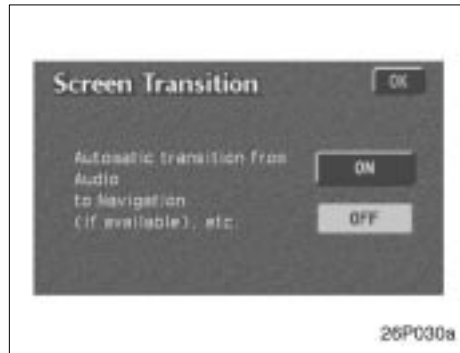 Screen Transition
OK
Automatic transition from
Audio
to Navigation
(if available), etc.
ON
OFF
26P030a